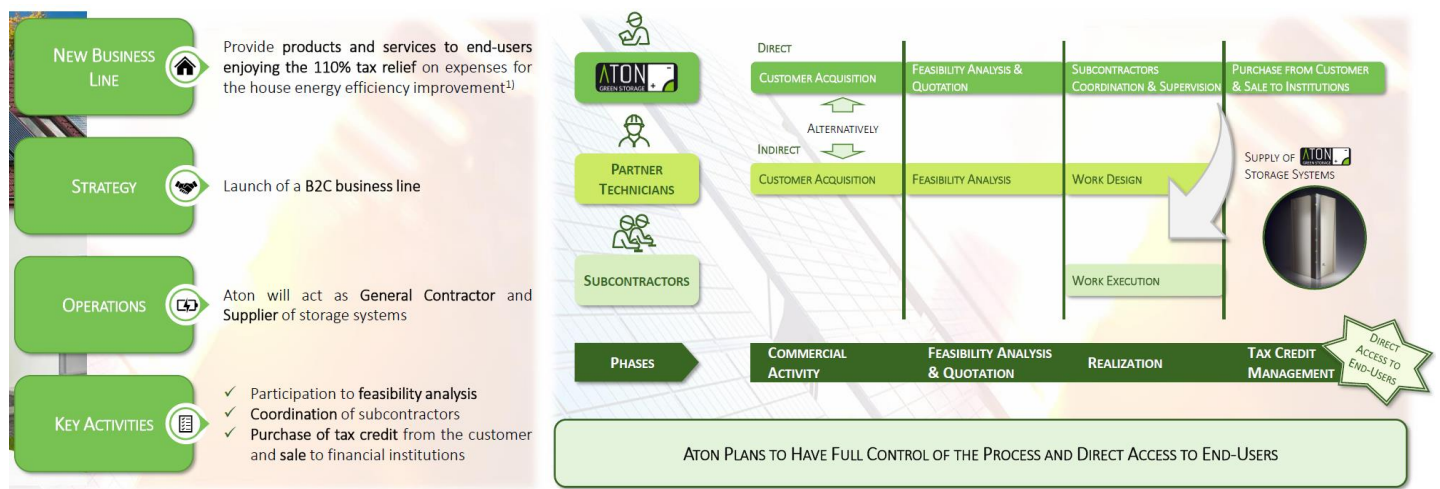 NEW BUSINESS
LINE
Provide products and services to end-users
enjoying the 110% tax relief on expenses for
the house energy efficiency improvement1)
STRATEGY
Launch of a B2C business line
OPERATIONS
Aton will act as General Contractor and
Supplier of storage systems
KEY ACTIVITIES
✓ Participation to feasibility analysis
✓ Coordination of subcontractors
✓ Purchase of tax credit from the customer
and sale to financial institutions
ATON
GREEN STORAGE
DIRECT
CUSTOMER ACQUISITION
FEASIBILITY ANALYSIS &
QUOTATION
SUBCONTRACTORS
COORDINATION & SUPERVISION
PURCHASE FROM CUSTOMER
& SALE TO INSTITUTIONS
ALTERNATIVELY
INDIRECT
PARTNER
TECHNICIANS
CUSTOMER ACQUISITION
FEASIBILITY ANALYSIS
WORK DESIGN
SUPPLY OF ATON GREEN STORAGE
STORAGE SYSTEMS
SUBCONTRACTORS
WORK EXECUTION
PHASES
COMMERCIAL
ACTIVITY
FEASIBILITY ANALYSIS
& QUOTATION
REALIZATION
TAX CREDIT
MANAGEMENT
DIRECT
ACCESS TO
END-USERS
ATON PLANS TO HAVE FULL CONTROL OF THE PROCESS AND DIRECT ACCESS TO END-USERS